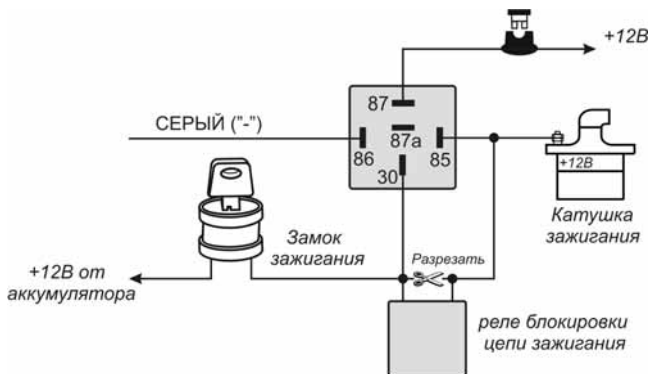 +12В
87
СЕРЫЙ ("-")
87а
86
85
30
+12В
Катушка
зажигания
Замок
зажигания
Разрезать
+12В от
аккумулятора
реле блокировки
цепи зажигания